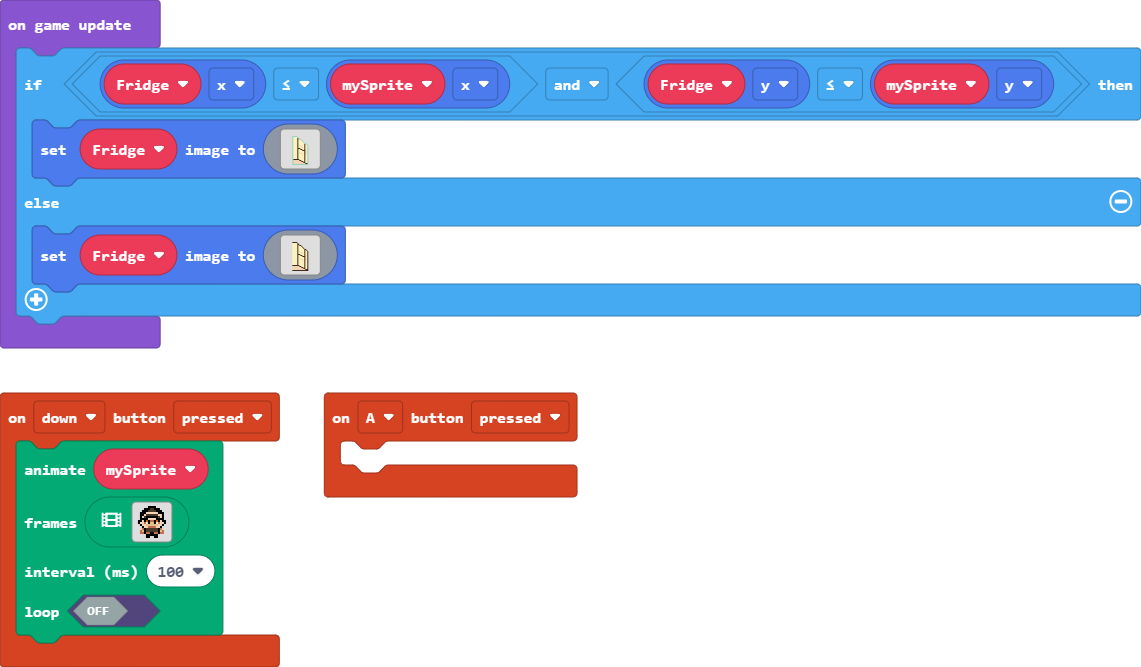 on game update
if Fridge x ≤ mySprite x and Fridge y ≤ mySprite y then
set Fridge image to
else
set Fridge image to
on down button pressed
on A button pressed
animate mySprite
frames
interval (ms) 100
loop OFF